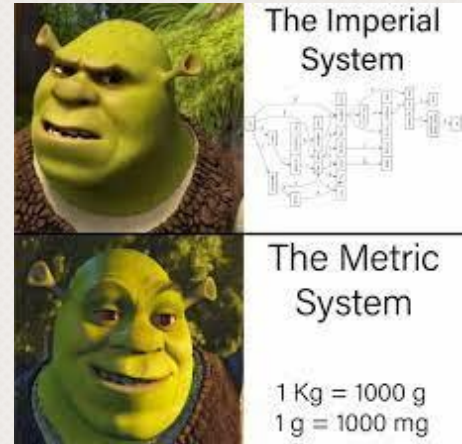 The Imperial
System
The Metric
System
1 Kg = 1000 g
1 g = 1000 mg